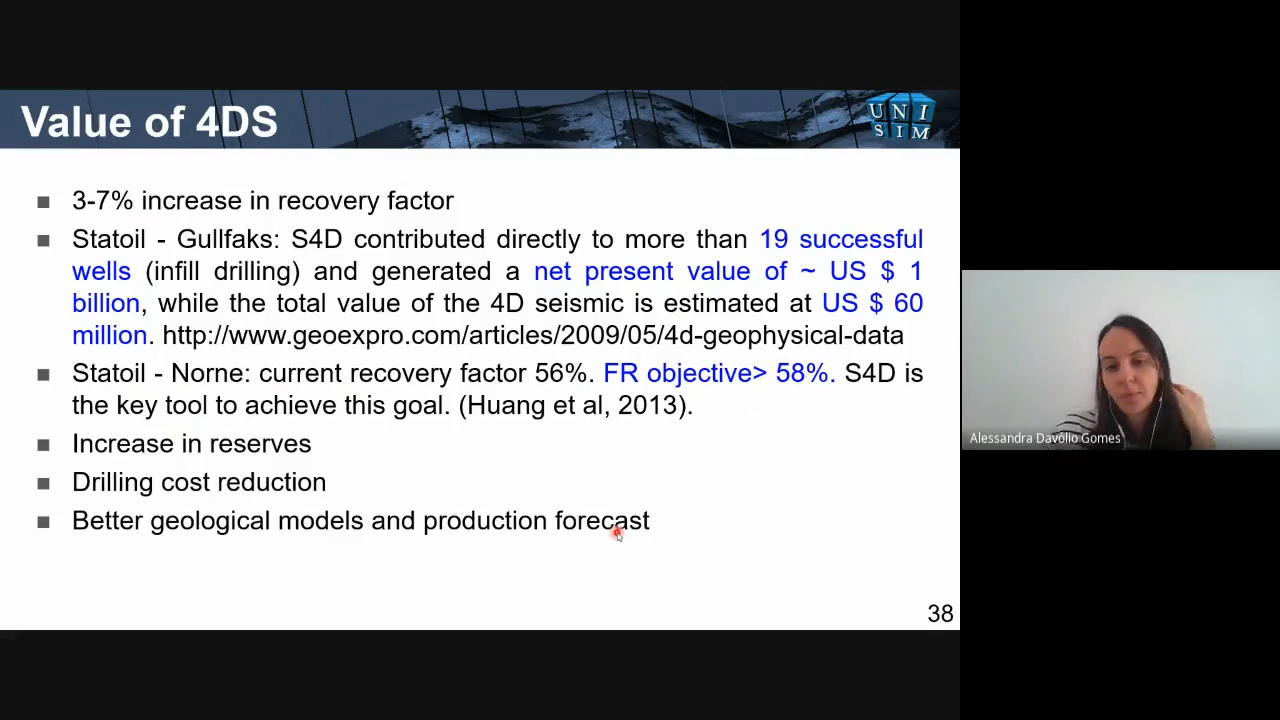 Value of 4DS
UNI
SIM
■ 3-7% increase in recovery factor
■ Statoil - Gullfaks: S4D contributed directly to more than 19 successful
wells (infill drilling) and generated a net present value of ~ US $ 1
billion, while the total value of the 4D seismic is estimated at US $ 60
million. http://www.geoexpro.com/articles/2009/05/4d-geophysical-data
■ Statoil - Norne: current recovery factor 56%. FR objective> 58%. S4D is
the key tool to achieve this goal. (Huang et al, 2013).
■ Increase in reserves
■ Drilling cost reduction
■ Better geological models and production forecast
38
Alessandra Davólio Gomes